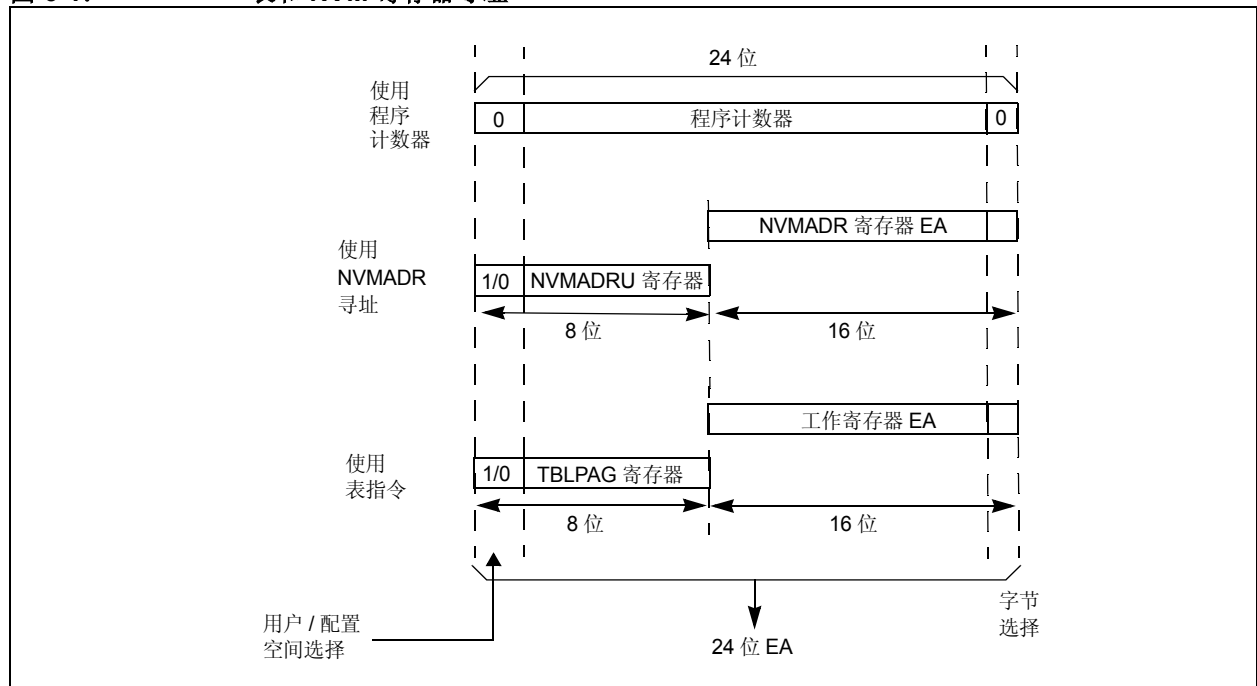 24 位
使用
程序
计数器
0 程序计数器 0
NVMADR 寄存器 EA
使用
NVMADR
寻址
1/0 NVMADRU 寄存器
8 位 16 位
工作寄存器 EA
使用
表指令
1/0 TBLPAG 寄存器
8 位 16 位
用户 / 配置
空间选择
24 位 EA
字节
选择